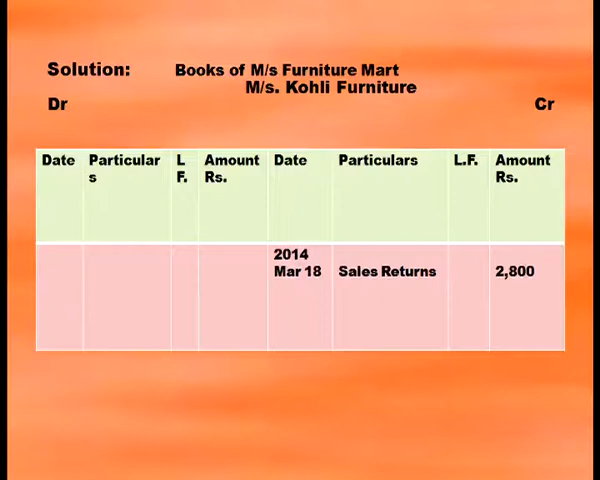 Solution: Books of M/s Furniture Mart
M/s. Kohli Furniture
Dr Cr
Date Particular L Amount Date Particulars L.F. Amount
s F. Rs. Rs.
2014
Mar 18 Sales Returns 2,800